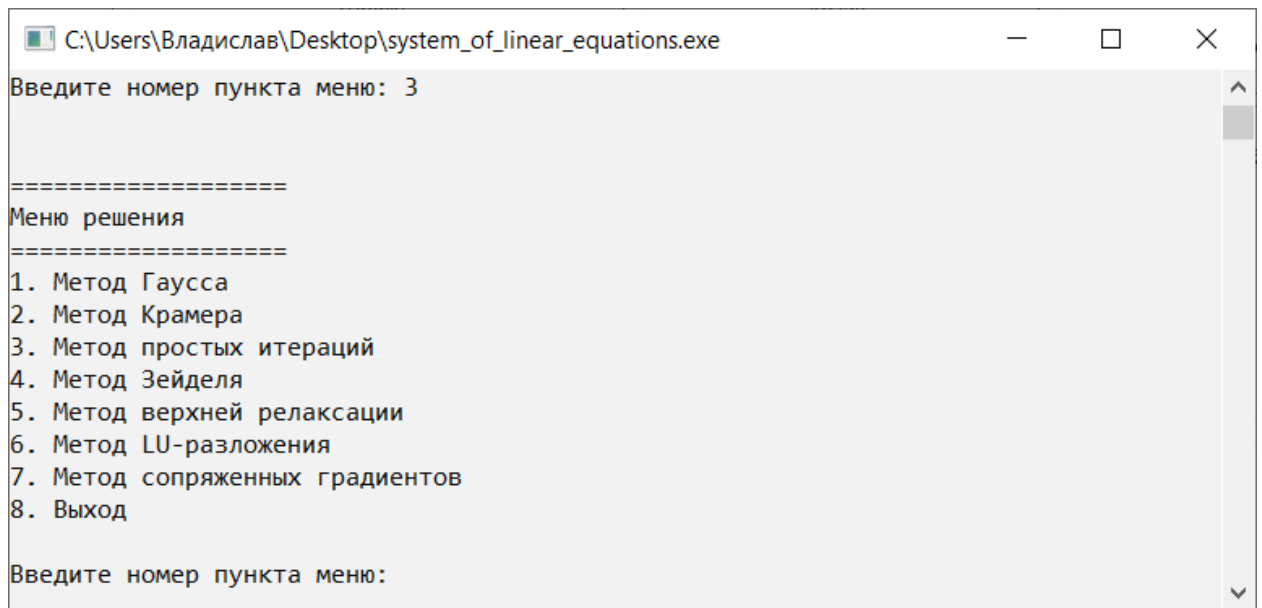 C:\Users\Владислав\Desktop\system_of_linear_equations.exe
Введите номер пункта меню: 3
===================
Меню решения
===================
1. Метод Гаусса
2. Метод Крамера
3. Метод простых итераций
4. Метод Зейделя
5. Метод верхней релаксации
6. Метод LU-разложения
7. Метод сопряженных градиентов
8. Выход
Введите номер пункта меню: